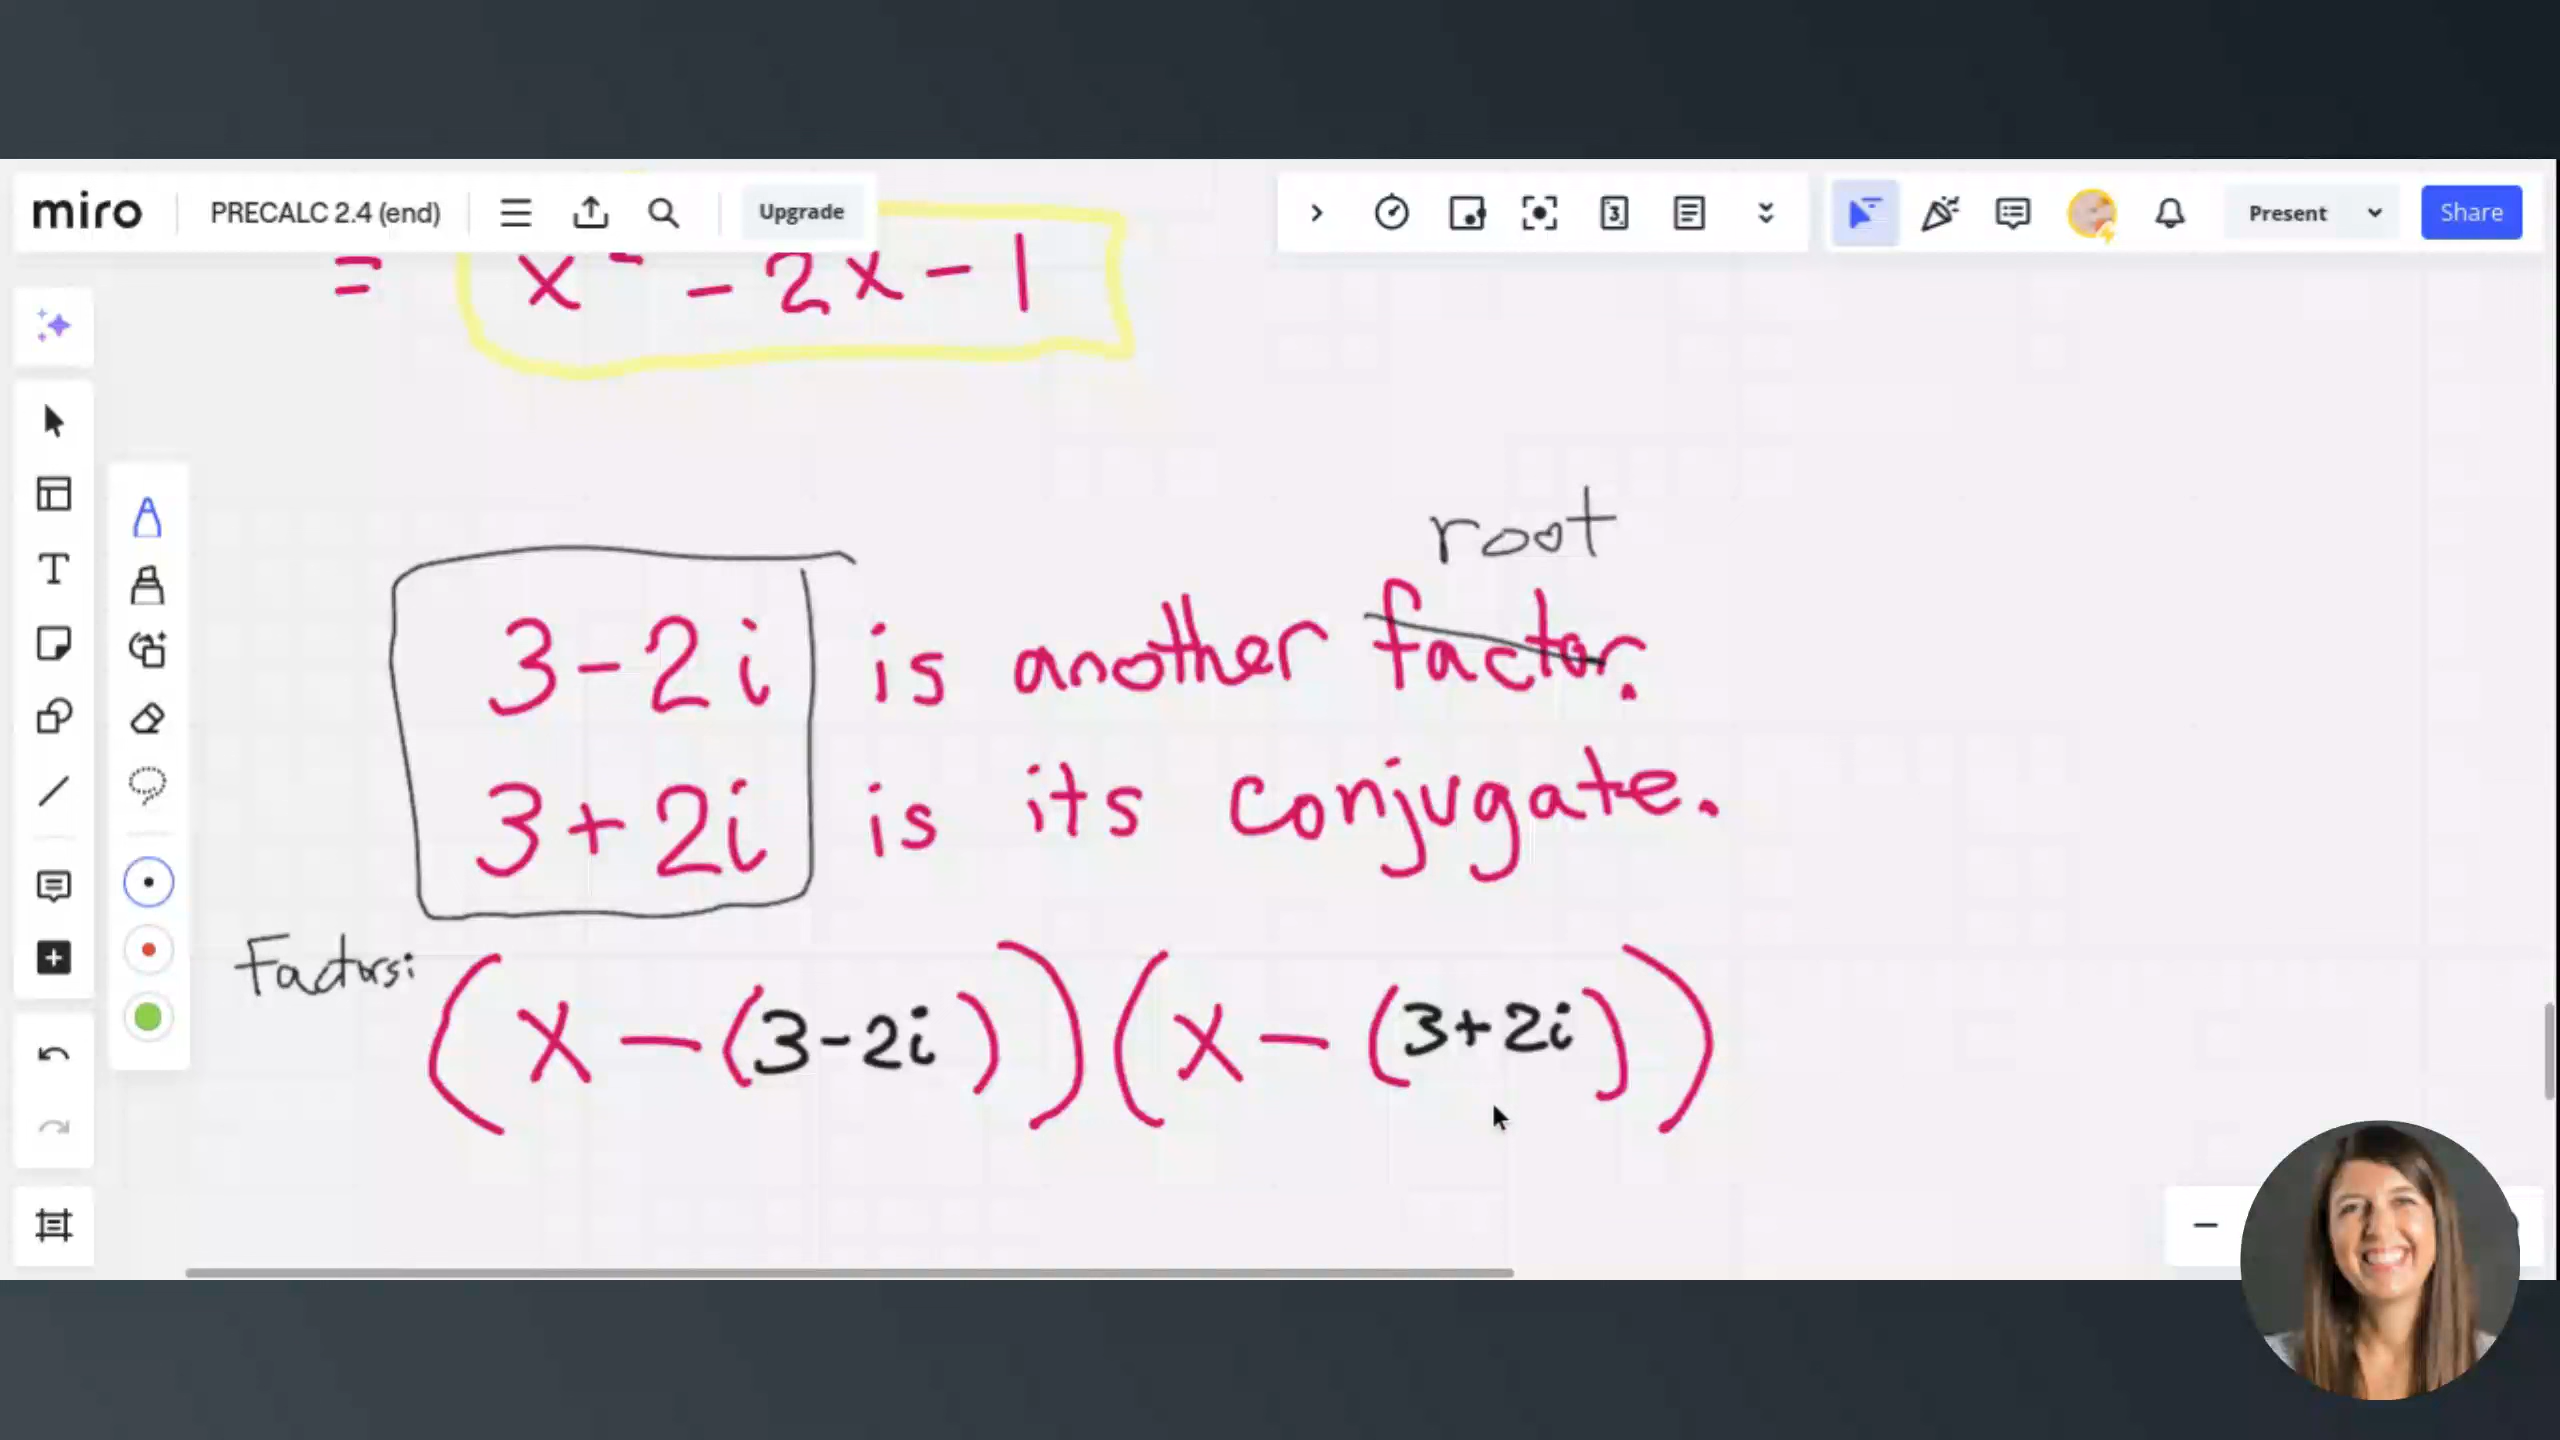 miro PRECALC 2.4 (end) Upgrade Present Share
= x² - 2x - 1
root
3-2i is another factor.
3+2i is its conjugate.
Factors: (x-(3-2i))(x-(3+2i))